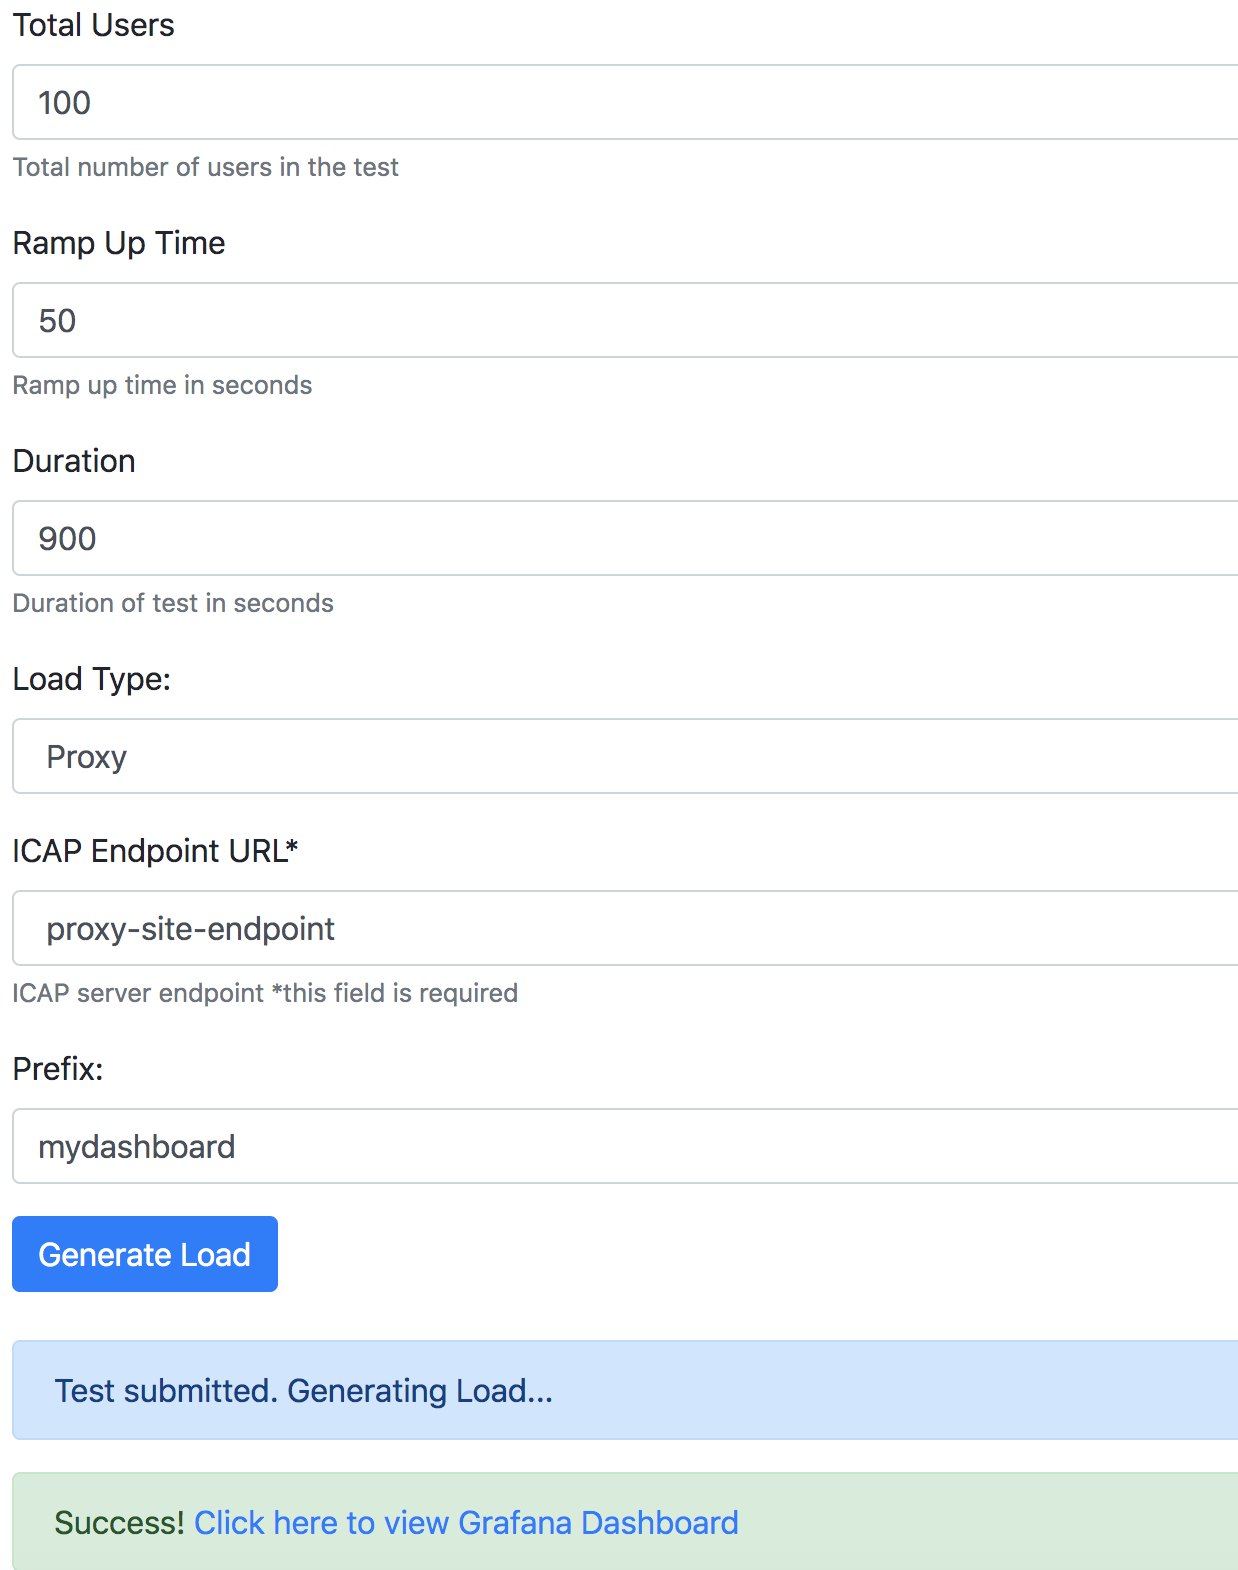 Total Users
100
Total number of users in the test
Ramp Up Time
50
Ramp up time in seconds
Duration
900
Duration of test in seconds
Load Type:
Proxy
ICAP Endpoint URL*
proxy-site-endpoint
ICAP server endpoint *this field is required
Prefix:
mydashboard
Generate Load
Test submitted. Generating Load...
Success! Click here to view Grafana Dashboard